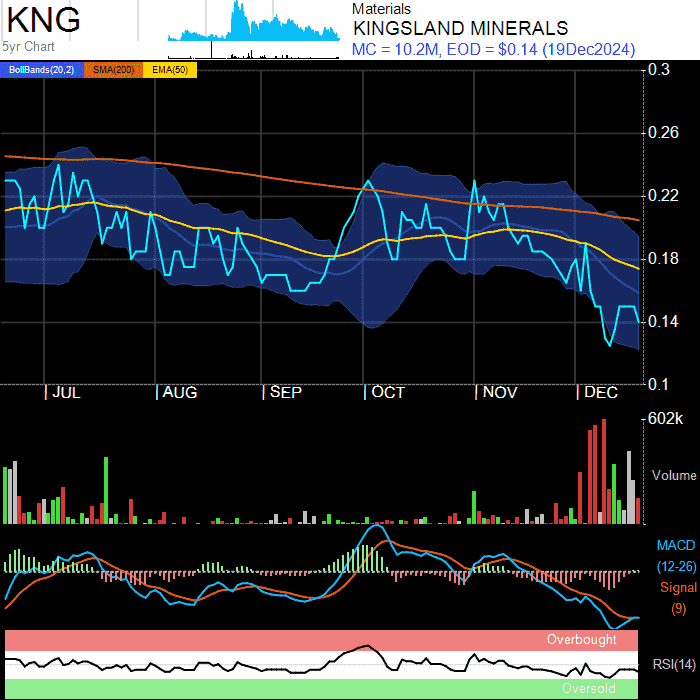 KNG
5yr Chart
Materials
KINGSLAND MINERALS
MC = 10.2M, EOD = $0.14 (19Dec2024)
BollBands(20,2) SMA(200) EMA(50)
0.3
0.26
0.22
0.18
0.14
0.1
JUL AUG SEP OCT NOV DEC
602k
Volume
MACD
(12-26)
Signal
(9)
Overbought
RSI(14)
Oversold